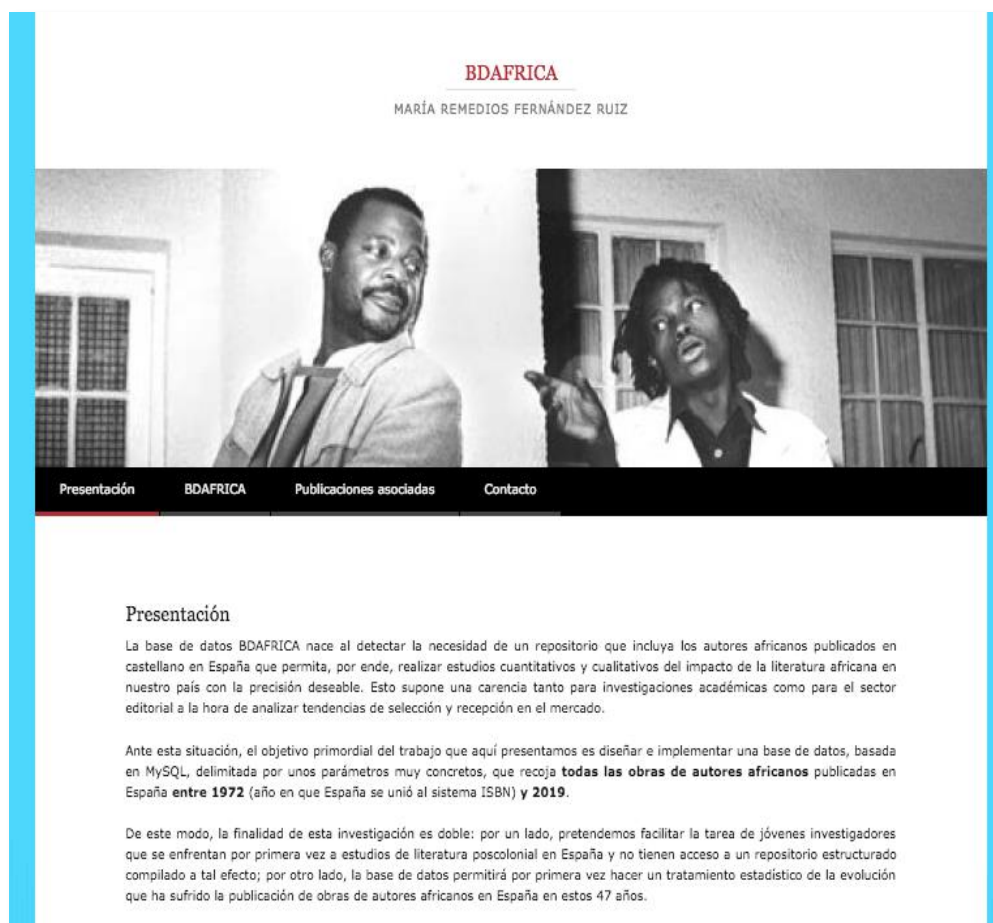 BDAFRICA
MARÍA REMEDIOS FERNÁNDEZ RUIZ
Presentación
BDAFRICA
Publicaciones asociadas
Contacto
Presentación
La base de datos BDAFRICA nace al detectar la necesidad de un repositorio que incluya los autores africanos publicados en
castellano en España que permita, por ende, realizar estudios cuantitativos y cualitativos del impacto de la literatura africana en
nuestro país con la precisión deseable. Esto supone una carencia tanto para investigaciones académicas como para el sector
editorial a la hora de analizar tendencias de selección y recepción en el mercado.
Ante esta situación, el objetivo primordial del trabajo que aquí presentamos es diseñar e implementar una base de datos, basada
en MySQL, delimitada por unos parámetros muy concretos, que recoja todas las obras de autores africanos publicadas en
España entre 1972 (año en que España se unió al sistema ISBN) y 2019.
De este modo, la finalidad de esta investigación es doble: por un lado, pretendemos facilitar la tarea de jóvenes investigadores
que se enfrentan por primera vez a estudios de literatura poscolonial en España y no tienen acceso a un repositorio estructurado
compilado a tal efecto; por otro lado, la base de datos permitirá por primera vez hacer un tratamiento estadístico de la evolución
que ha sufrido la publicación de obras de autores africanos en España en estos 47 años.